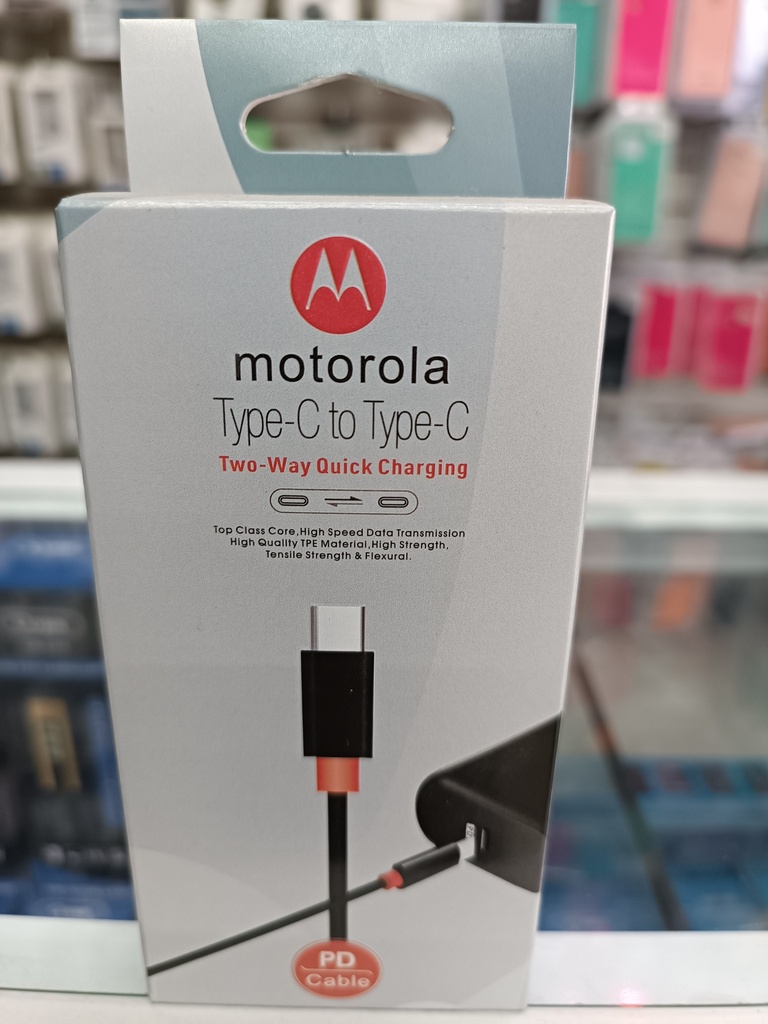 motorola
Type-C to Type-C
Two-Way Quick Charging
Top Class Core,High Speed Data Transmission
High Quality TPE Material,High Strength,
Tensile Strength & Flexural.
PD
PD
Cable